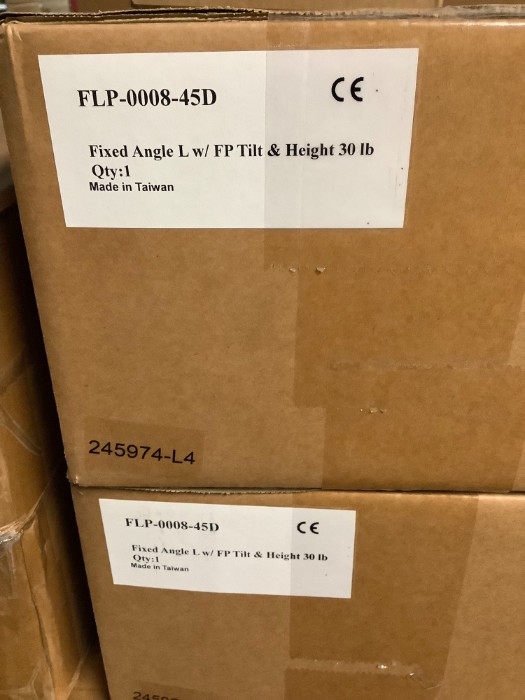 FLP-0008-45D CE
Fixed Angle L w/ FP Tilt & Height 30 lb
Qty:1
Made in Taiwan
245974-L4
FLP-0008-45D CE
Fixed Angle L w/ FP Tilt & Height 30 lb
Qty:1
Made in Taiwan